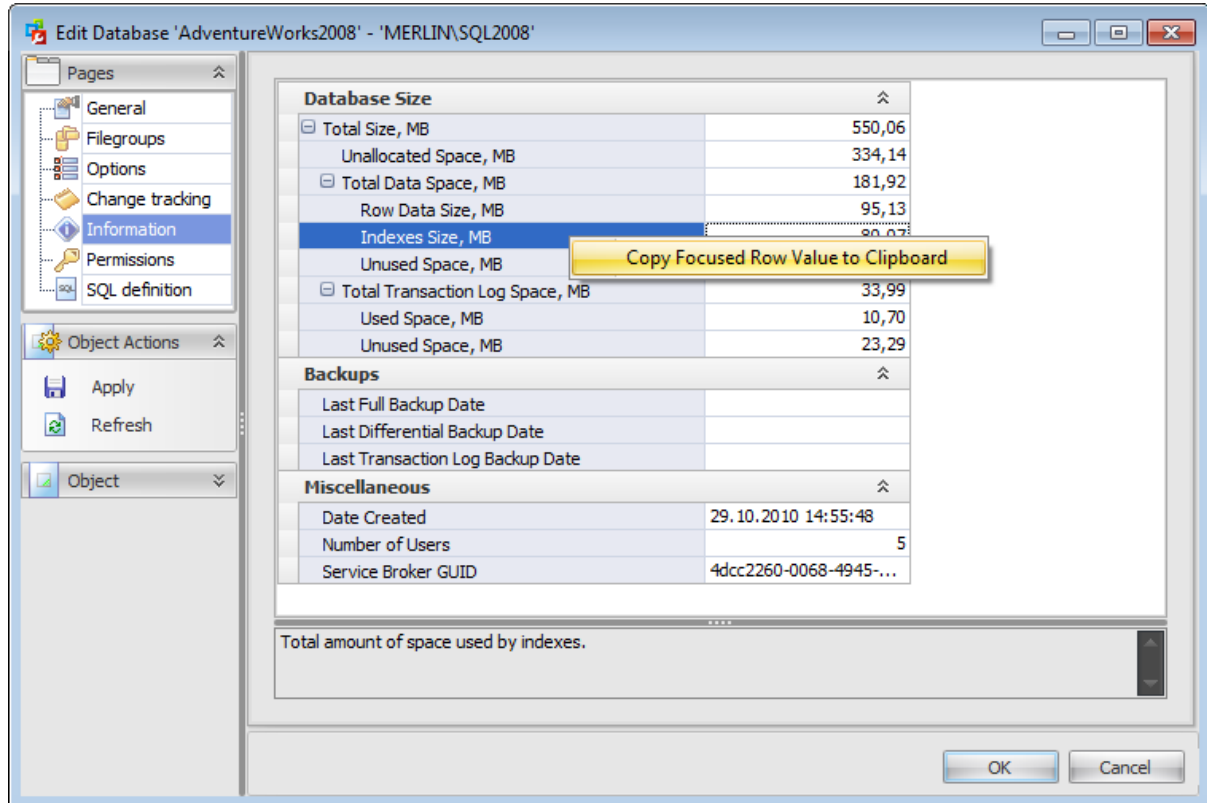 Edit Database 'AdventureWorks2008' - 'MERLIN\SQL2008'
Pages
General
Filegroups
Options
Change tracking
Information
Permissions
SQL definition
Object Actions
Apply
Refresh
Object
Database Size
Total Size, MB 550,06
Unallocated Space, MB 334,14
Total Data Space, MB 181,92
Row Data Size, MB 95,13
Indexes Size, MB
Copy Focused Row Value to Clipboard
Unused Space, MB
Total Transaction Log Space, MB 33,99
Used Space, MB 10,70
Unused Space, MB 23,29
Backups
Last Full Backup Date
Last Differential Backup Date
Last Transaction Log Backup Date
Miscellaneous
Date Created 29.10.2010 14:55:48
Number of Users 5
Service Broker GUID 4dcc2260-0068-4945-...
Total amount of space used by indexes.
OK Cancel